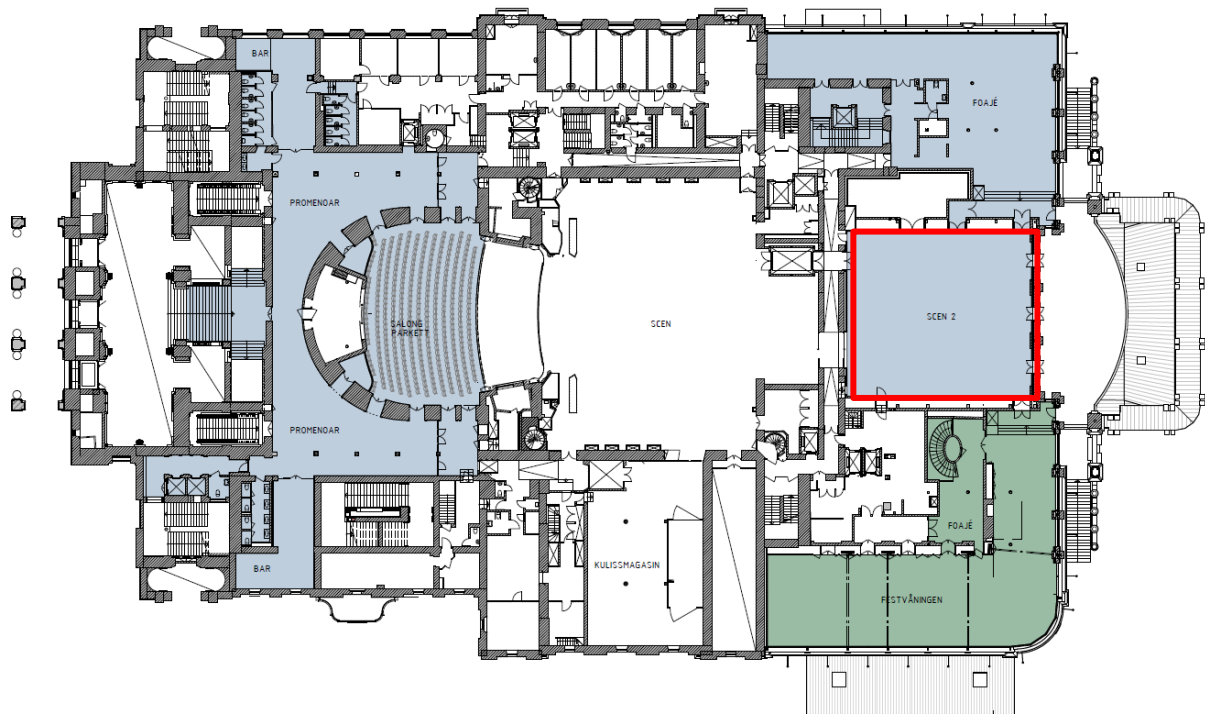 BAR
FOAJÉ
PROMENOAR
SCEN 2
SALONG
PARKETT
SCEN
PROMENOAR
FOAJÉ
KULISSMAGASIN
BAR
FESTVÅNINGEN